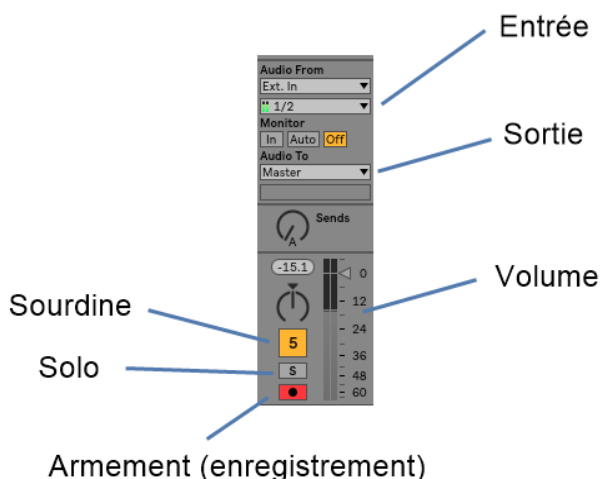 Entrée
Audio From
Ext. In
1/2
Monitor
In Auto Off
Sortie
Audio To
Master
Sends
A
-15.1
0
Volume
12
24
Sourdine
5
36
Solo
S
48
60
Armement (enregistrement)